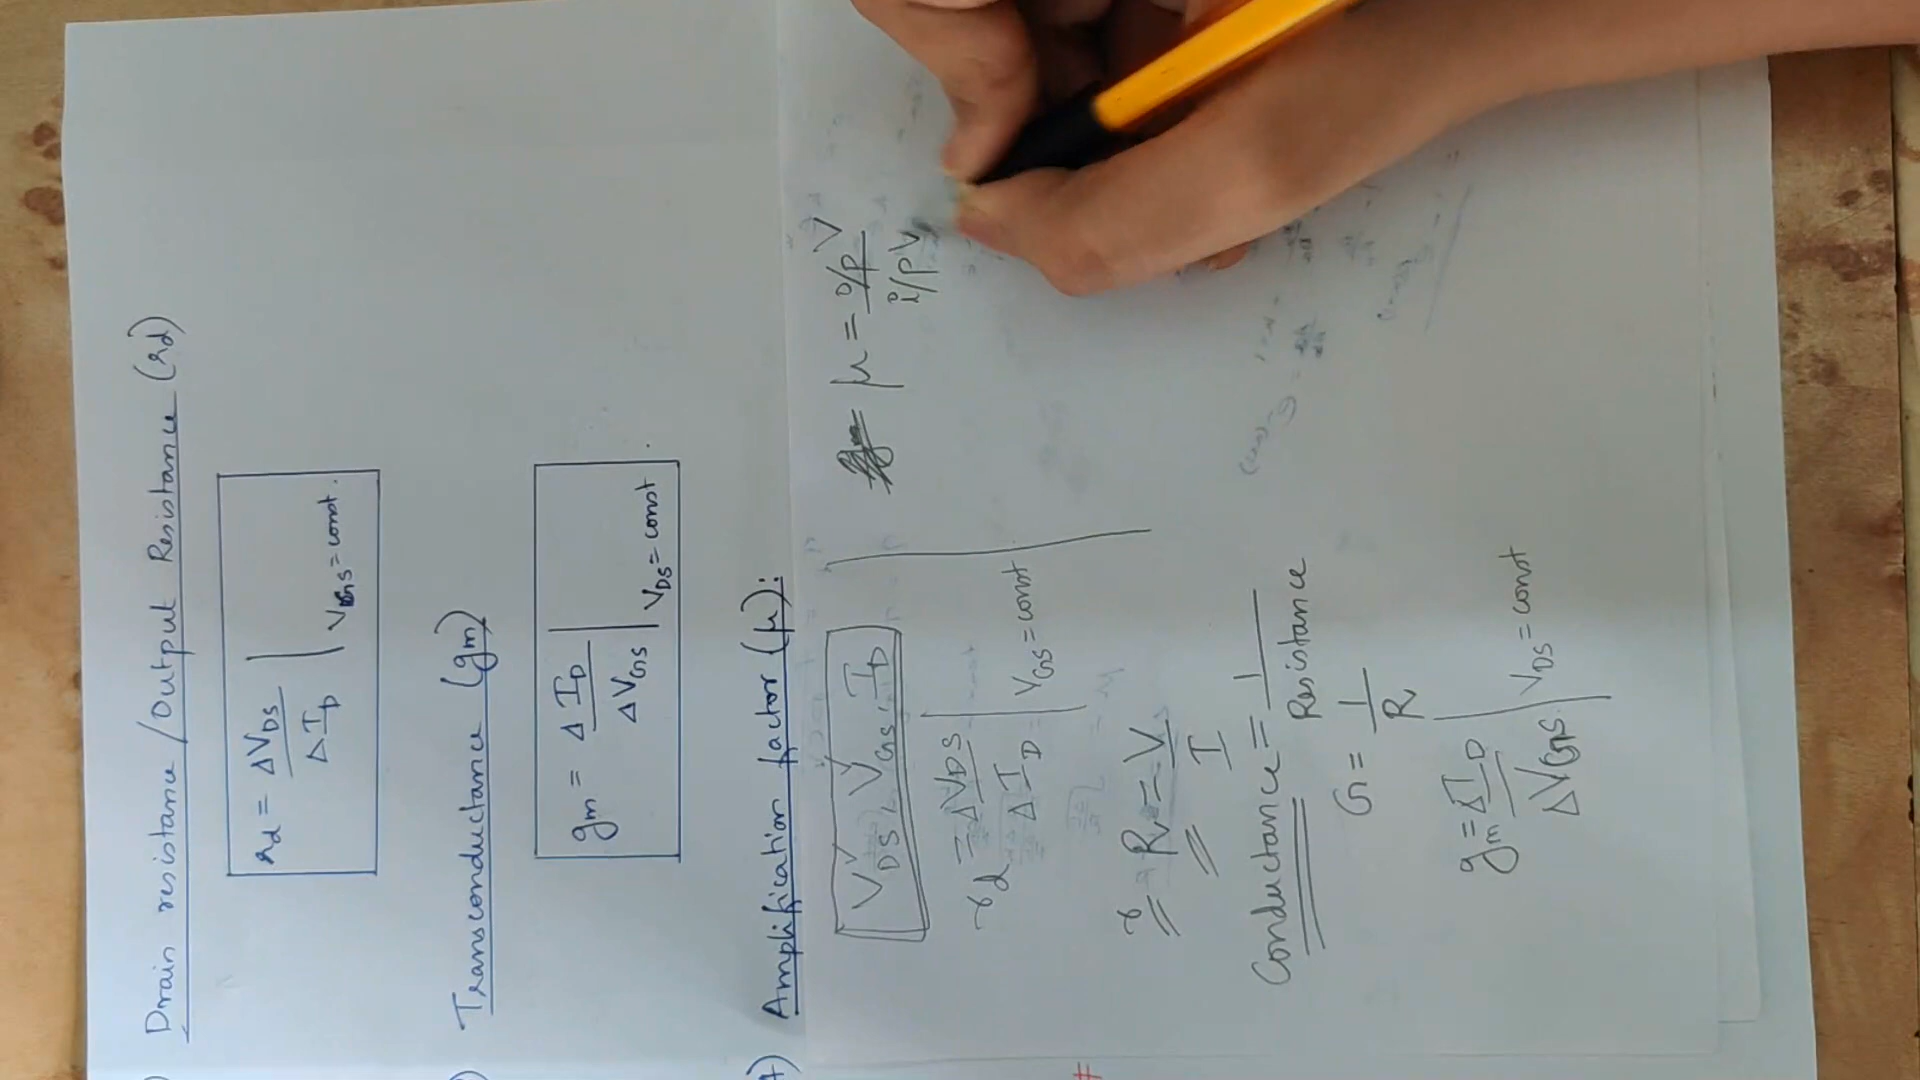 Drain resistance / Output Resistance (rd)
rd = ΔVDS / ΔID | VGS = const.
Transconductance (gm)
gm = ΔID / ΔVGS | VDS = const.
4) Amplification factor (μ):
VDS, VGS, ID
rd = ΔVDS / ΔID | VGS = const
r R = V / I
Conductance = 1 / Resistance
G = 1 / R
gm = ΔID / ΔVGS | VDS = const
μ = o/p V / i/p V
#